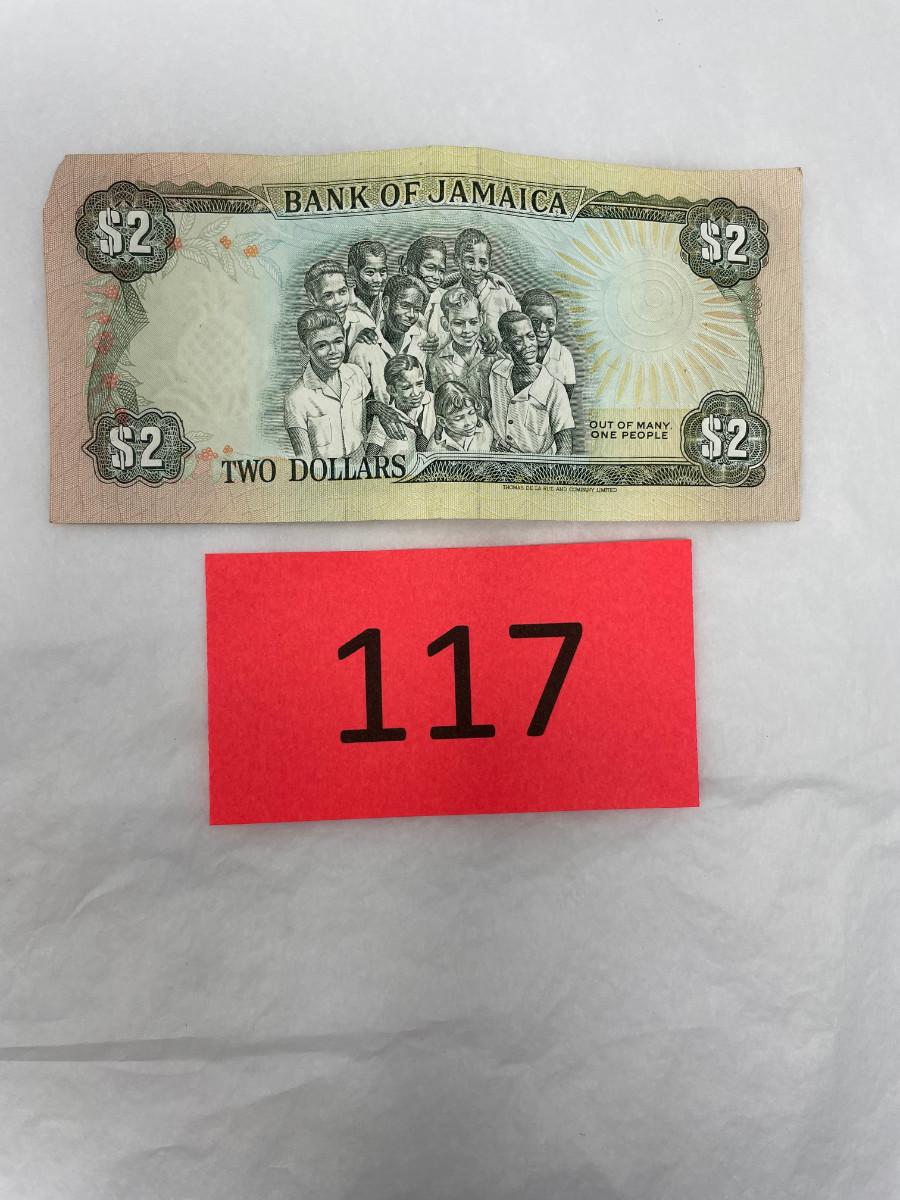 BANK OF JAMAICA
$2
$2
OUT OF MANY,
ONE PEOPLE
$2
$2
TWO DOLLARS
THOMAS DE LA RUE AND COMPANY LIMITED
117